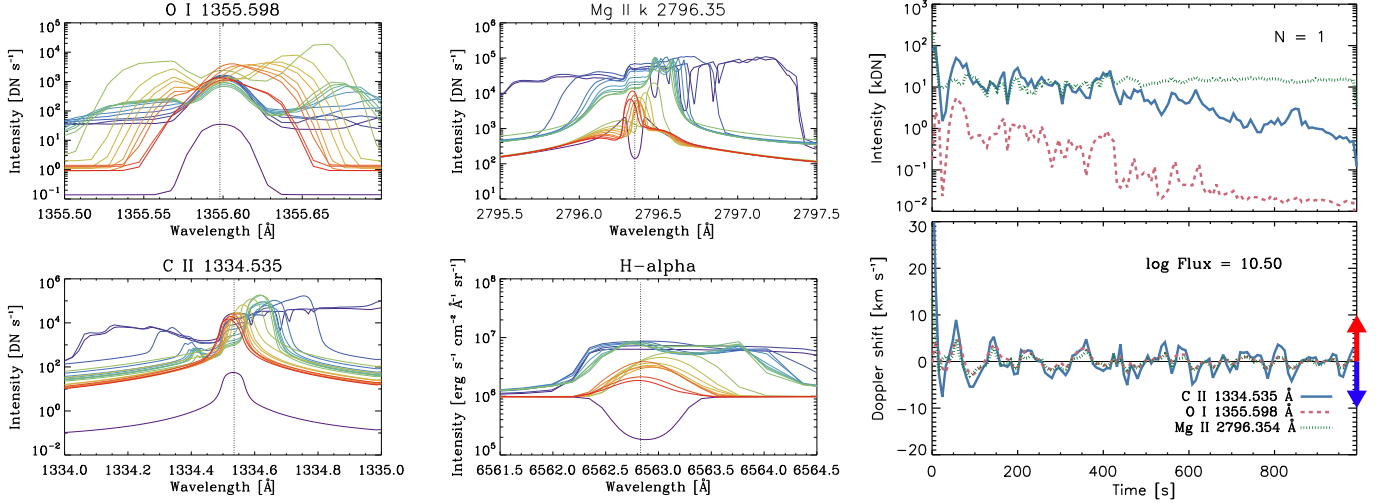 O I 1355.598
Intensity [DN s⁻¹]
10⁵
10⁴
10³
10²
10¹
10⁰
10⁻¹
1355.50 1355.55 1355.60 1355.65
Wavelength [Å]
Mg II k 2796.35
Intensity [DN s⁻¹]
10⁶
10⁵
10⁴
10³
10²
10¹
2795.5 2796.0 2796.5 2797.0 2797.5
Wavelength [Å]
C II 1334.535
Intensity [DN s⁻¹]
10⁶
10⁴
10²
10⁰
10⁻²
1334.0 1334.2 1334.4 1334.6 1334.8 1335.0
Wavelength [Å]
H-alpha
Intensity [erg s⁻¹ cm⁻² Å⁻¹ sr⁻¹]
10⁸
10⁷
10⁶
10⁵
6561.5 6562.0 6562.5 6563.0 6563.5 6564.0 6564.5
Wavelength [Å]
Intensity [kDN]
10³
10²
10¹
10⁰
10⁻¹
10⁻²
N = 1
Doppler shift [km s⁻¹]
30
20
10
0
-10
-20
log Flux = 10.50
C II 1334.535 Å
O I 1355.598 Å
Mg II 2796.354 Å
0 200 400 600 800
Time [s]